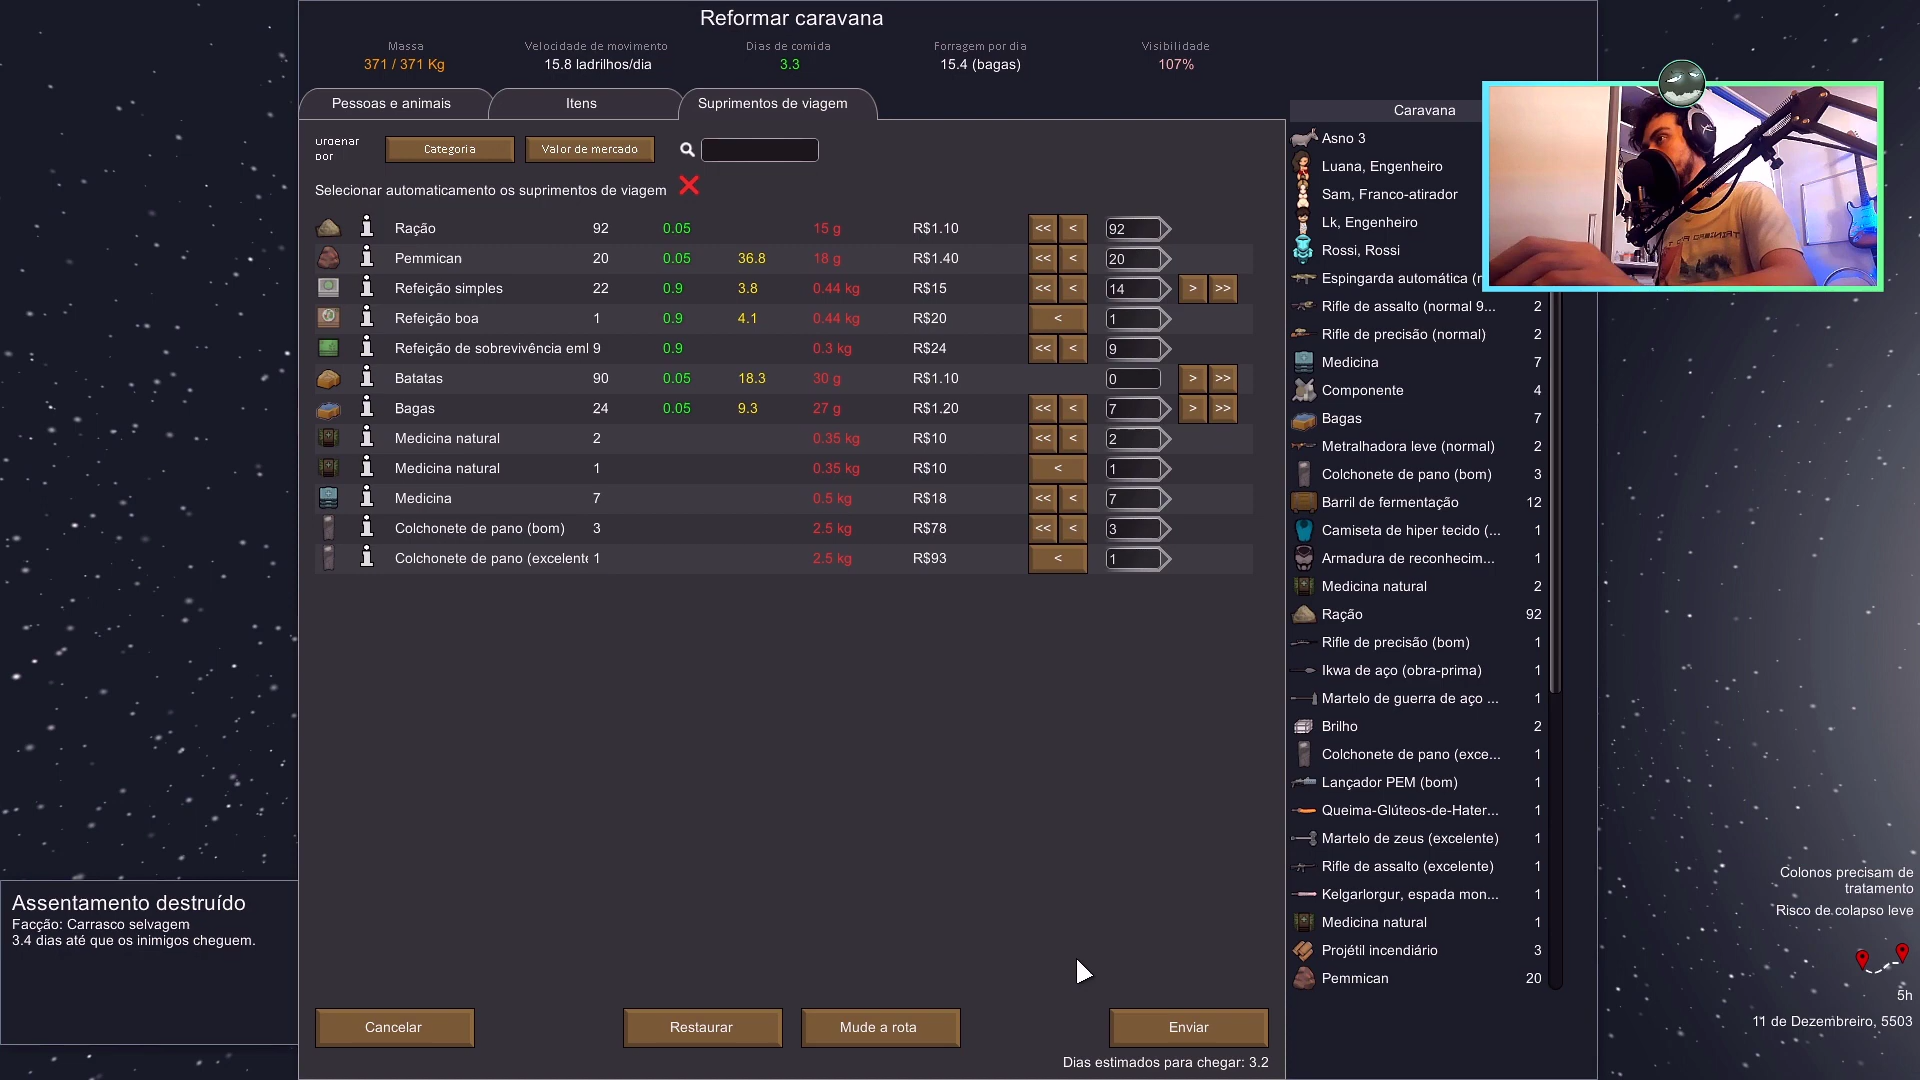 Reformar caravana
Massa
371 / 371 Kg
Velocidade de movimento
15.8 ladrilhos/dia
Dias de comida
3.3
Forragem por dia
15.4 (bagas)
Visibilidade
107%
Pessoas e animais
Itens
Suprimentos de viagem
Ordenar por
Categoria
Valor de mercado
Selecionar automaticamento os suprimentos de viagem
Ração 92 0.05 15 g R$1.10 << < 92
Pemmican 20 0.05 36.8 18 g R$1.40 << < 20
Refeição simples 22 0.9 3.8 0.44 kg R$15 << < 14 > >>
Refeição boa 1 0.9 4.1 0.44 kg R$20 < 1
Refeição de sobrevivência eml 9 0.9 0.3 kg R$24 << < 9
Batatas 90 0.05 18.3 30 g R$1.10 0 > >>
Bagas 24 0.05 9.3 27 g R$1.20 << < 7 > >>
Medicina natural 2 0.35 kg R$10 << < 2
Medicina natural 1 0.35 kg R$10 < 1
Medicina 7 0.5 kg R$18 << < 7
Colchonete de pano (bom) 3 2.5 kg R$78 << < 3
Colchonete de pano (excelente 1 2.5 kg R$93 < 1
Cancelar
Restaurar
Mude a rota
Enviar
Dias estimados para chegar: 3.2
Caravana
Asno 3
Luana, Engenheiro
Sam, Franco-atirador
Lk, Engenheiro
Rossi, Rossi
Espingarda automática (r
Rifle de assalto (normal 9... 2
Rifle de precisão (normal) 2
Medicina 7
Componente 4
Bagas 7
Metralhadora leve (normal) 2
Colchonete de pano (bom) 3
Barril de fermentação 12
Camiseta de hiper tecido (... 1
Armadura de reconhecim... 1
Medicina natural 2
Ração 92
Rifle de precisão (bom) 1
Ikwa de aço (obra-prima) 1
Martelo de guerra de aço ... 1
Brilho 2
Colchonete de pano (exce... 1
Lançador PEM (bom) 1
Queima-Glúteos-de-Hater... 1
Martelo de zeus (excelente) 1
Rifle de assalto (excelente) 1
Kelgarlorgur, espada mon... 1
Medicina natural 1
Projétil incendiário 3
Pemmican 20
Assentamento destruído
Facção: Carrasco selvagem
3.4 dias até que os inimigos cheguem.
Colonos precisam de
tratamento
Risco de colapso leve
5h
11 de Dezembreiro, 5503